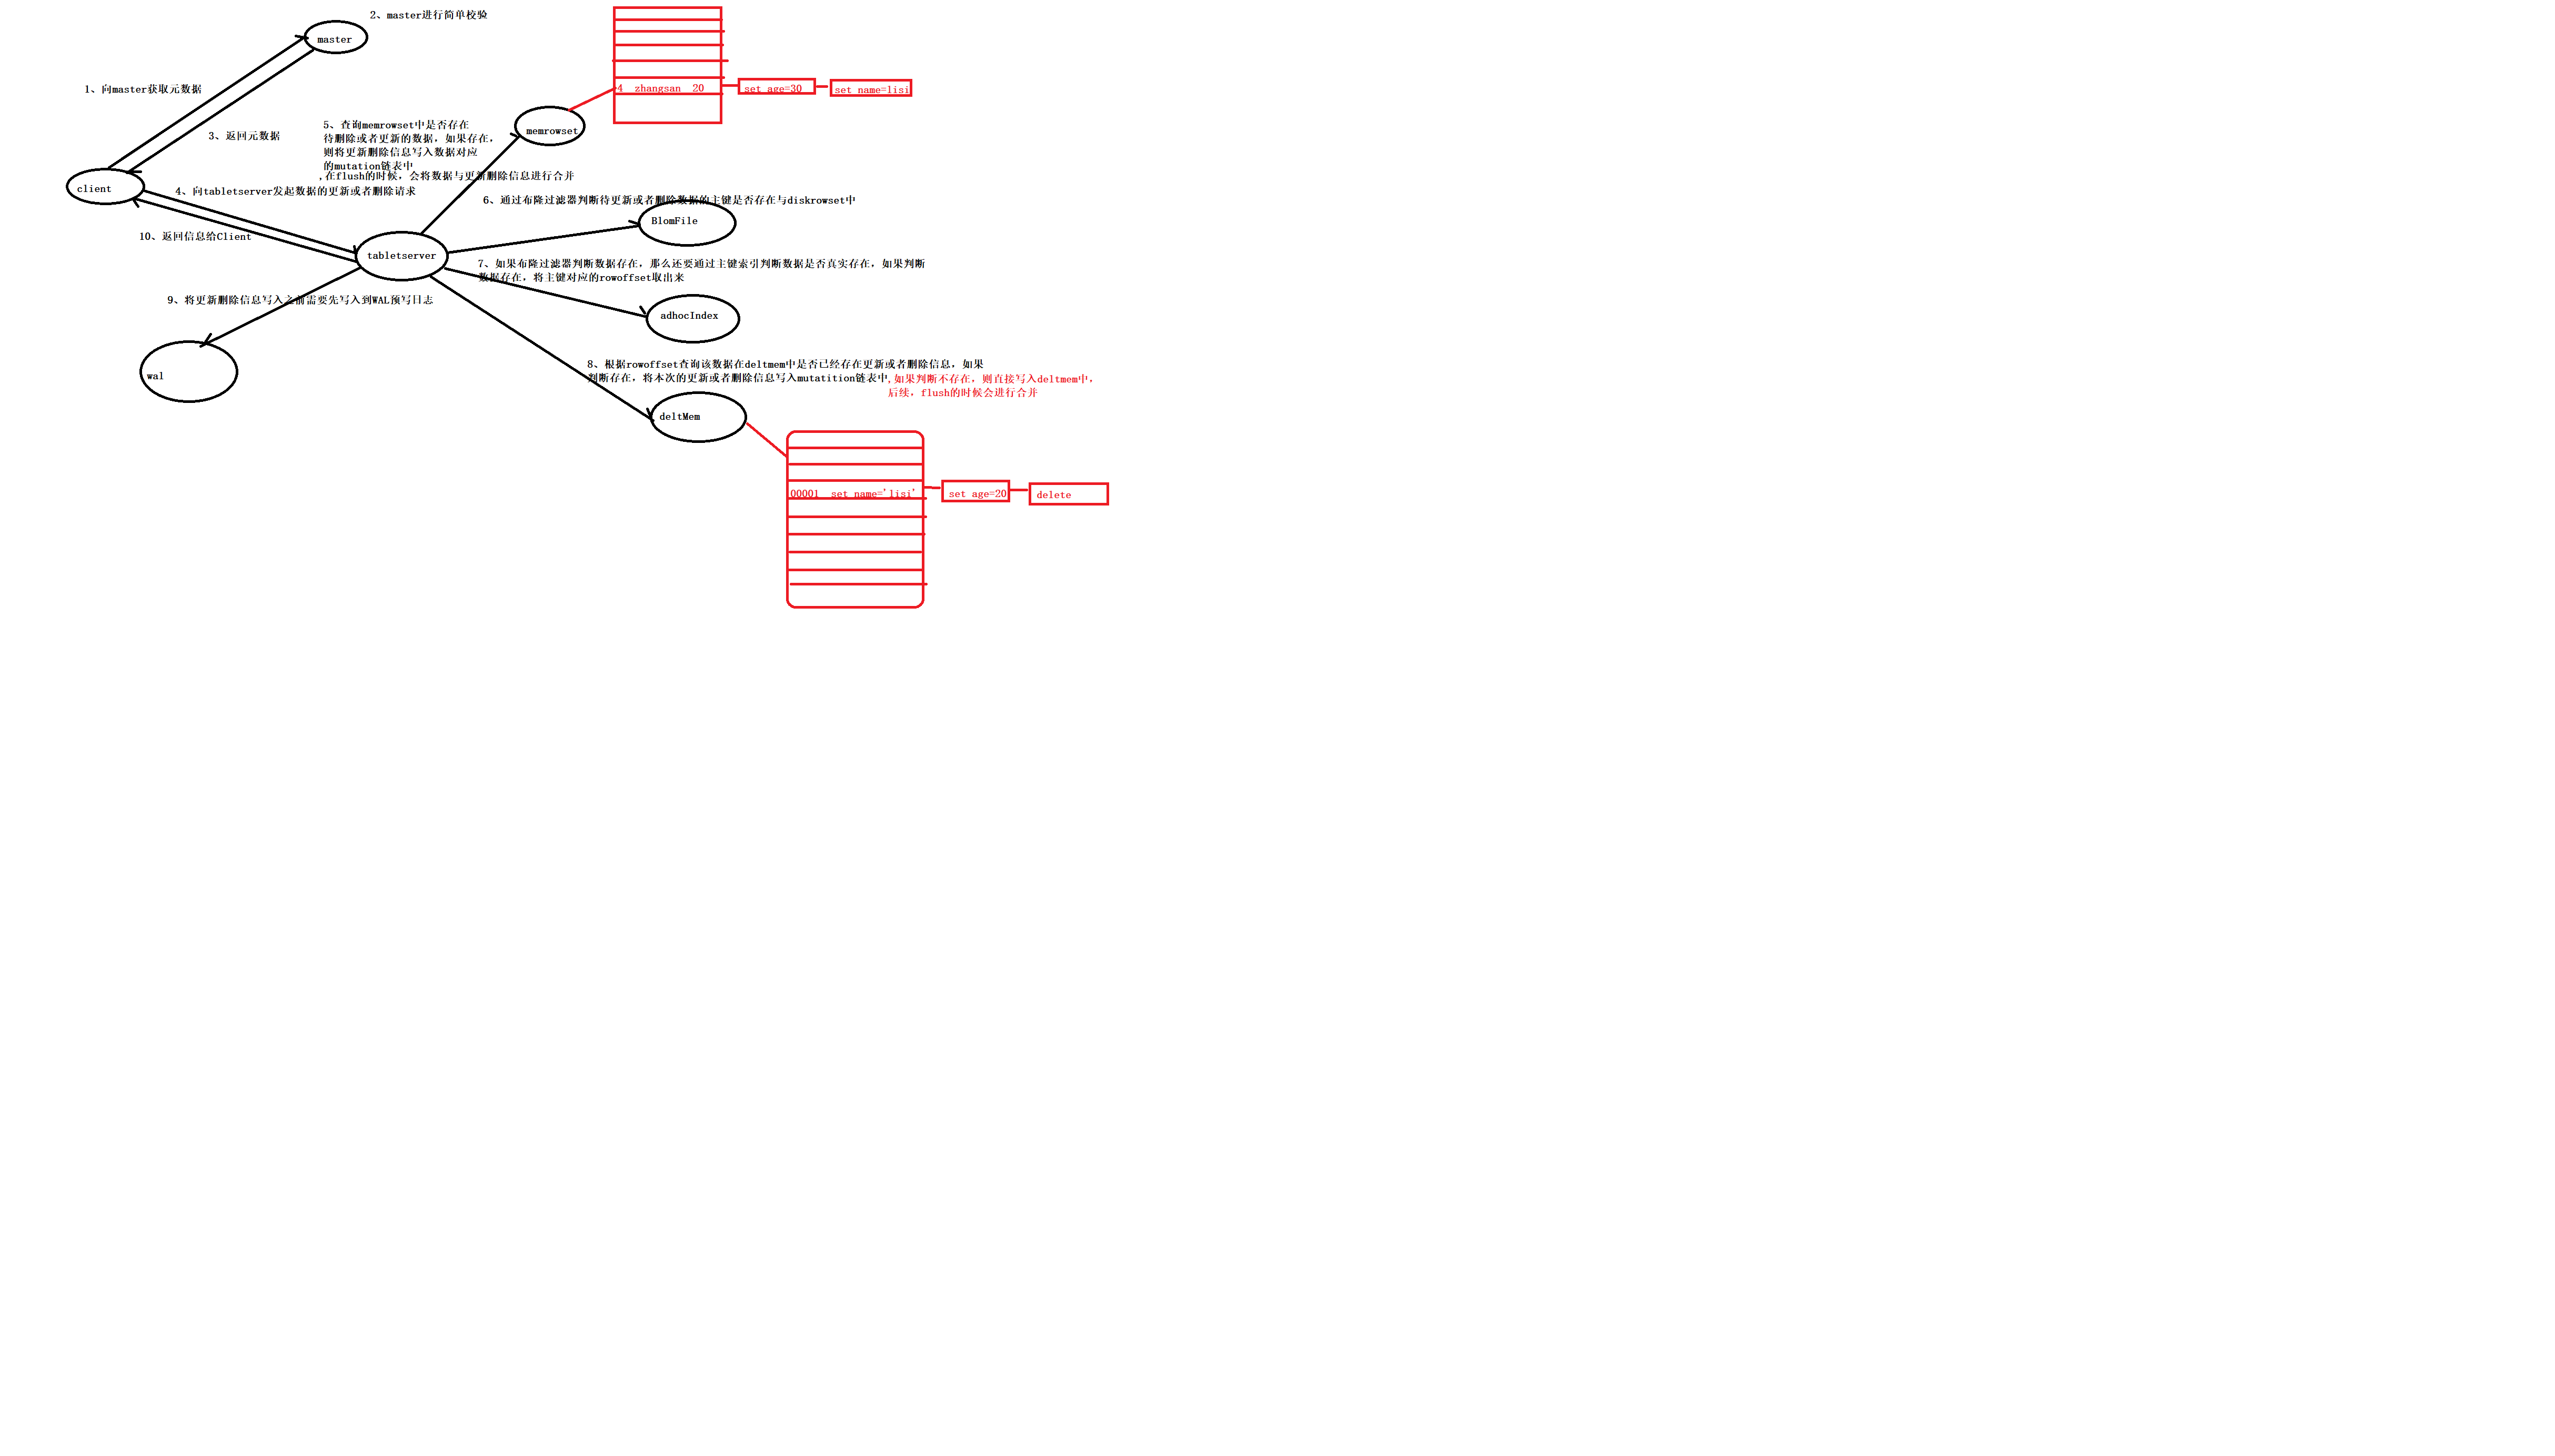 2、master进行简单校验
master
1、向master获取元数据
4  zhangsan  20
set age=30
set name=lisi
3、返回元数据
5、查询memrowset中是否存在
待删除或者更新的数据，如果存在，
则将更新删除信息写入数据对应
的mutation链表中
,在flush的时候，会将数据与更新删除信息进行合并
memrowset
client
4、向tabletserver发起数据的更新或者删除请求
6、通过布隆过滤器判断待更新或者删除数据的主键是否存在与diskrowset中
BlomFile
10、返回信息给Client
tabletserver
7、如果布隆过滤器判断数据存在，那么还要通过主键索引判断数据是否真实存在，如果判断
数据存在，将主键对应的rowoffset取出来
9、将更新删除信息写入之前需要先写入到WAL预写日志
adhocIndex
wal
8、根据rowoffset查询该数据在deltmem中是否已经存在更新或者删除信息，如果
判断存在，将本次的更新或者删除信息写入mutatition链表中,如果判断不存在，则直接写入deltmem中，
后续，flush的时候会进行合并
deltMem
00001  set name='lisi'
set age=20
delete